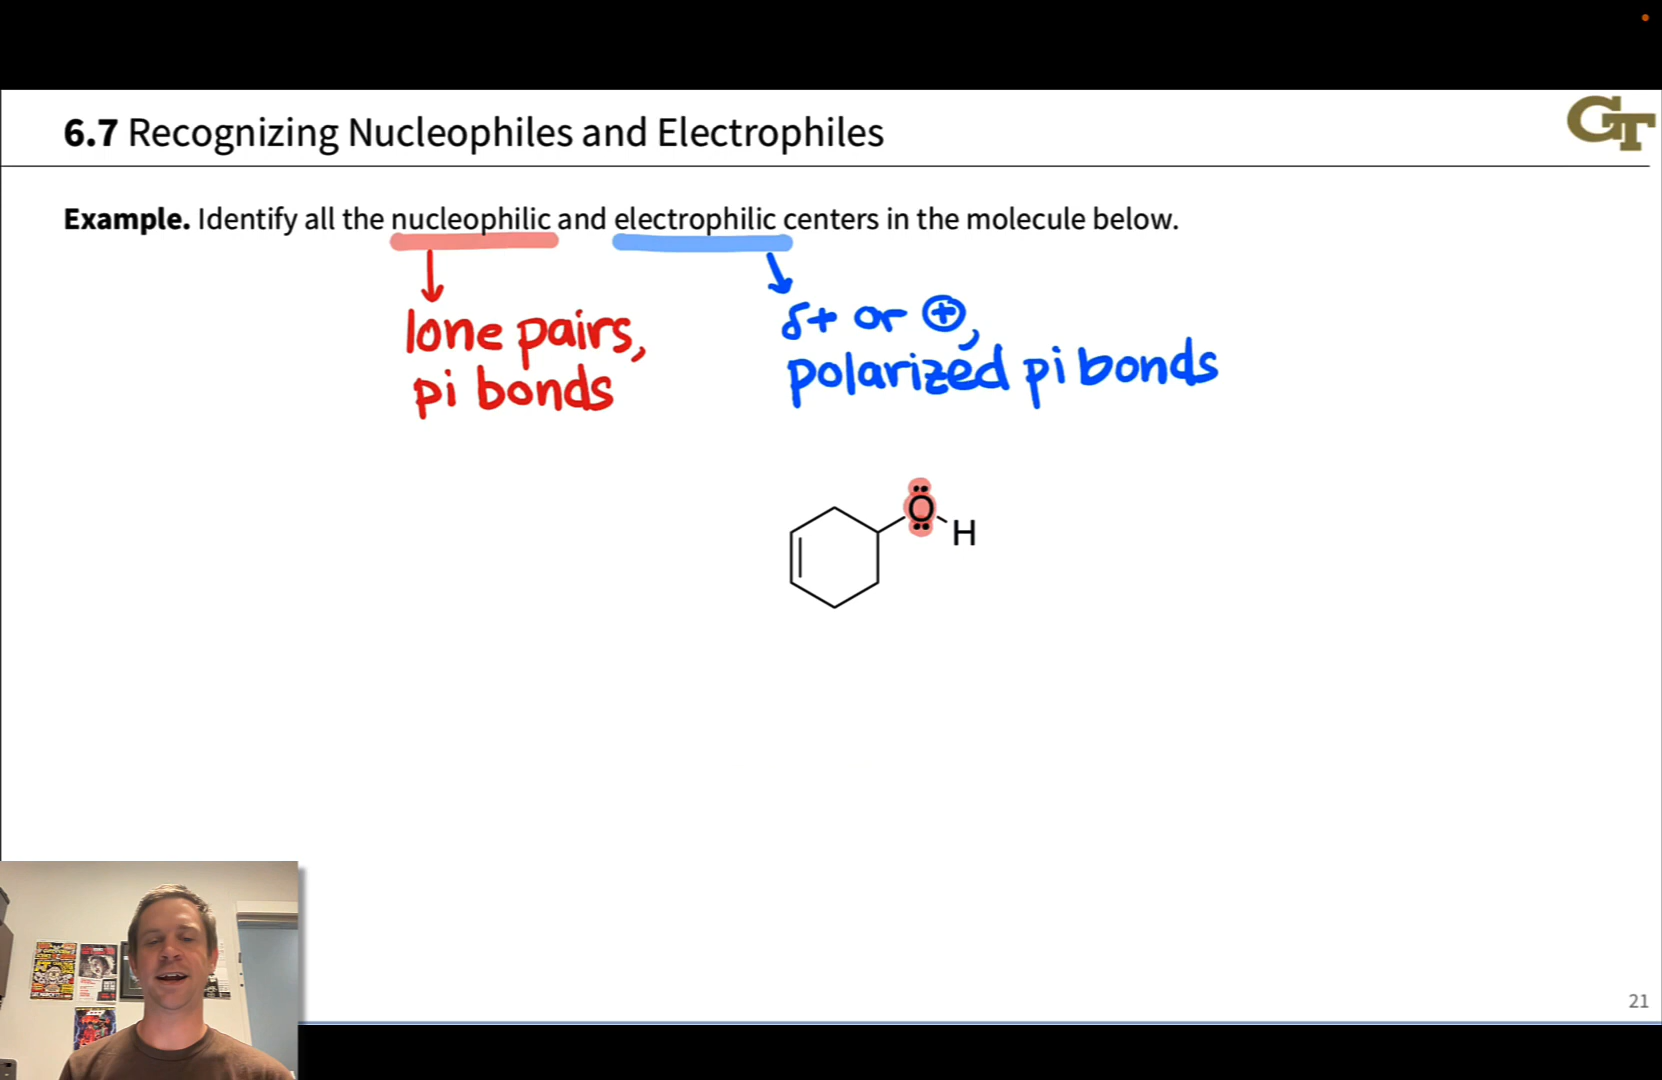 6.7 Recognizing Nucleophiles and Electrophiles
GT
Example. Identify all the nucleophilic and electrophilic centers in the molecule below.
lone pairs,
pi bonds
δ+ or ⊕,
polarized pi bonds
O
H
21